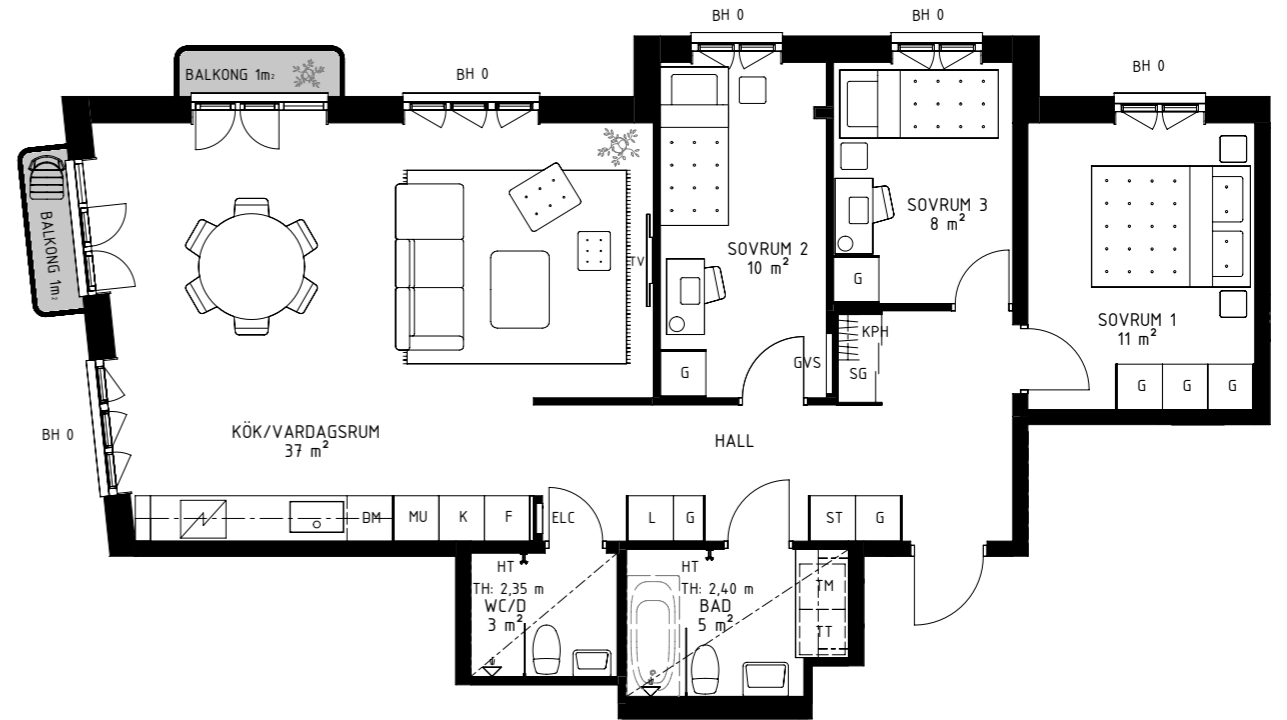 BH 0
BH 0
BALKONG 1m²
BH 0
BH 0
BALKONG 1m²
TV
SOVRUM 2
10 m²
SOVRUM 3
8 m²
G
SOVRUM 1
11 m²
KPH
GVS
SG
G
G
G
G
BH 0
KÖK/VARDAGSRUM
37 m²
HALL
DM
MU
K
F
ELC
L
G
ST
G
HT
TH: 2,35 m
WC/D
3 m²
HT
TH: 2,40 m
BAD
5 m²
TM
TT